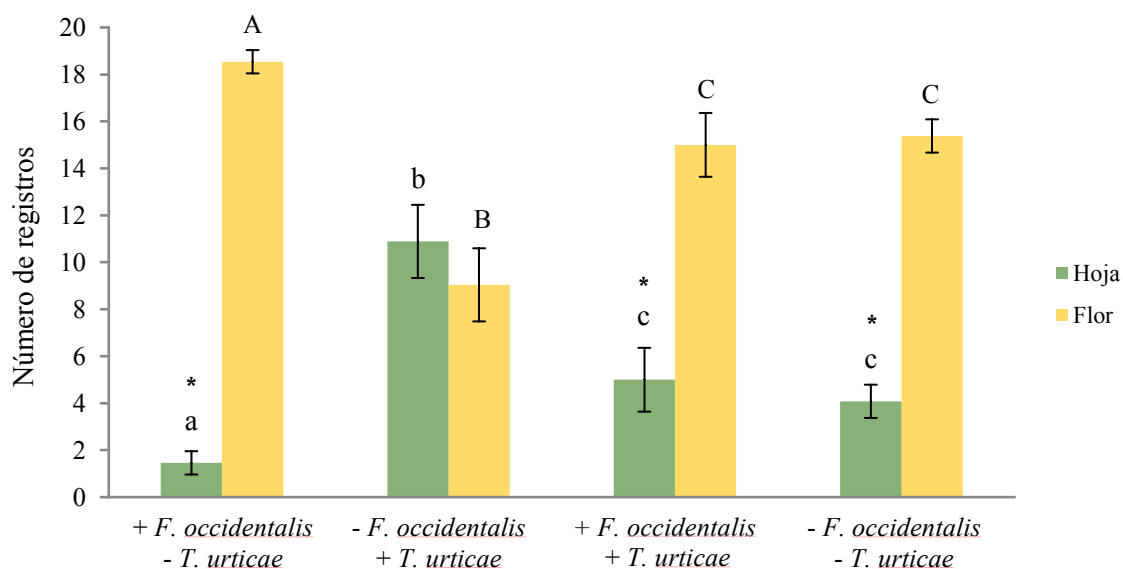 Número de registros
20
18
16
14
12
10
8
6
4
2
0
A
*
a
b
B
C
*
c
C
*
c
Hoja
Flor
+ F. occidentalis
- T. urticae
- F. occidentalis
+ T. urticae
+ F. occidentalis
+ T. urticae
- F. occidentalis
- T. urticae